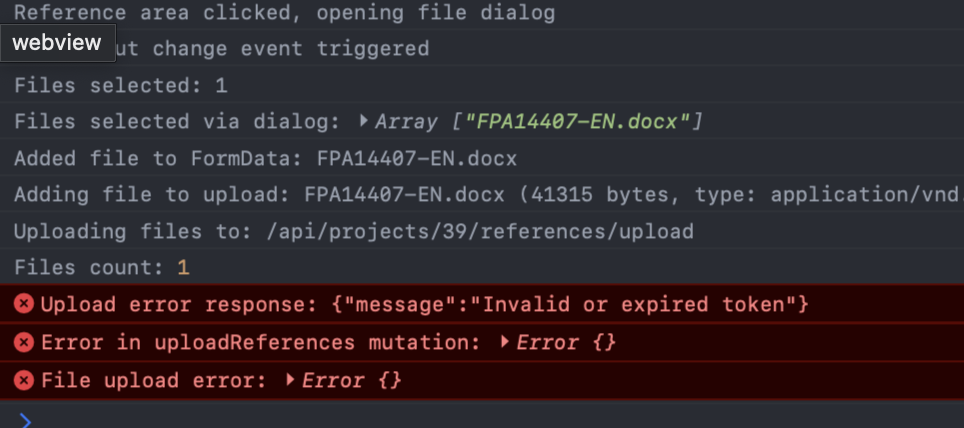 Reference area clicked, opening file dialog
webview
ut change event triggered
Files selected: 1
Files selected via dialog: ▶Array ["FPA14407-EN.docx"]
Added file to FormData: FPA14407-EN.docx
Adding file to upload: FPA14407-EN.docx (41315 bytes, type: application/vnd.
Uploading files to: /api/projects/39/references/upload
Files count: 1
Upload error response: {"message":"Invalid or expired token"}
Error in uploadReferences mutation: ▶Error {}
File upload error: ▶Error {}